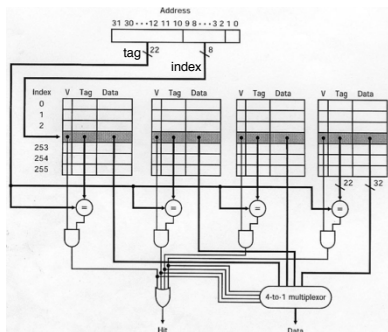 Address
31 30 • • • 12 11 10 9 8 • • • 3 2 1 0
tag 22
index 8
Index V Tag Data V Tag Data V Tag Data V Tag Data
0
1
2
253
254
255
22 32
= = = =
4-to-1 multiplexor
Hit Data